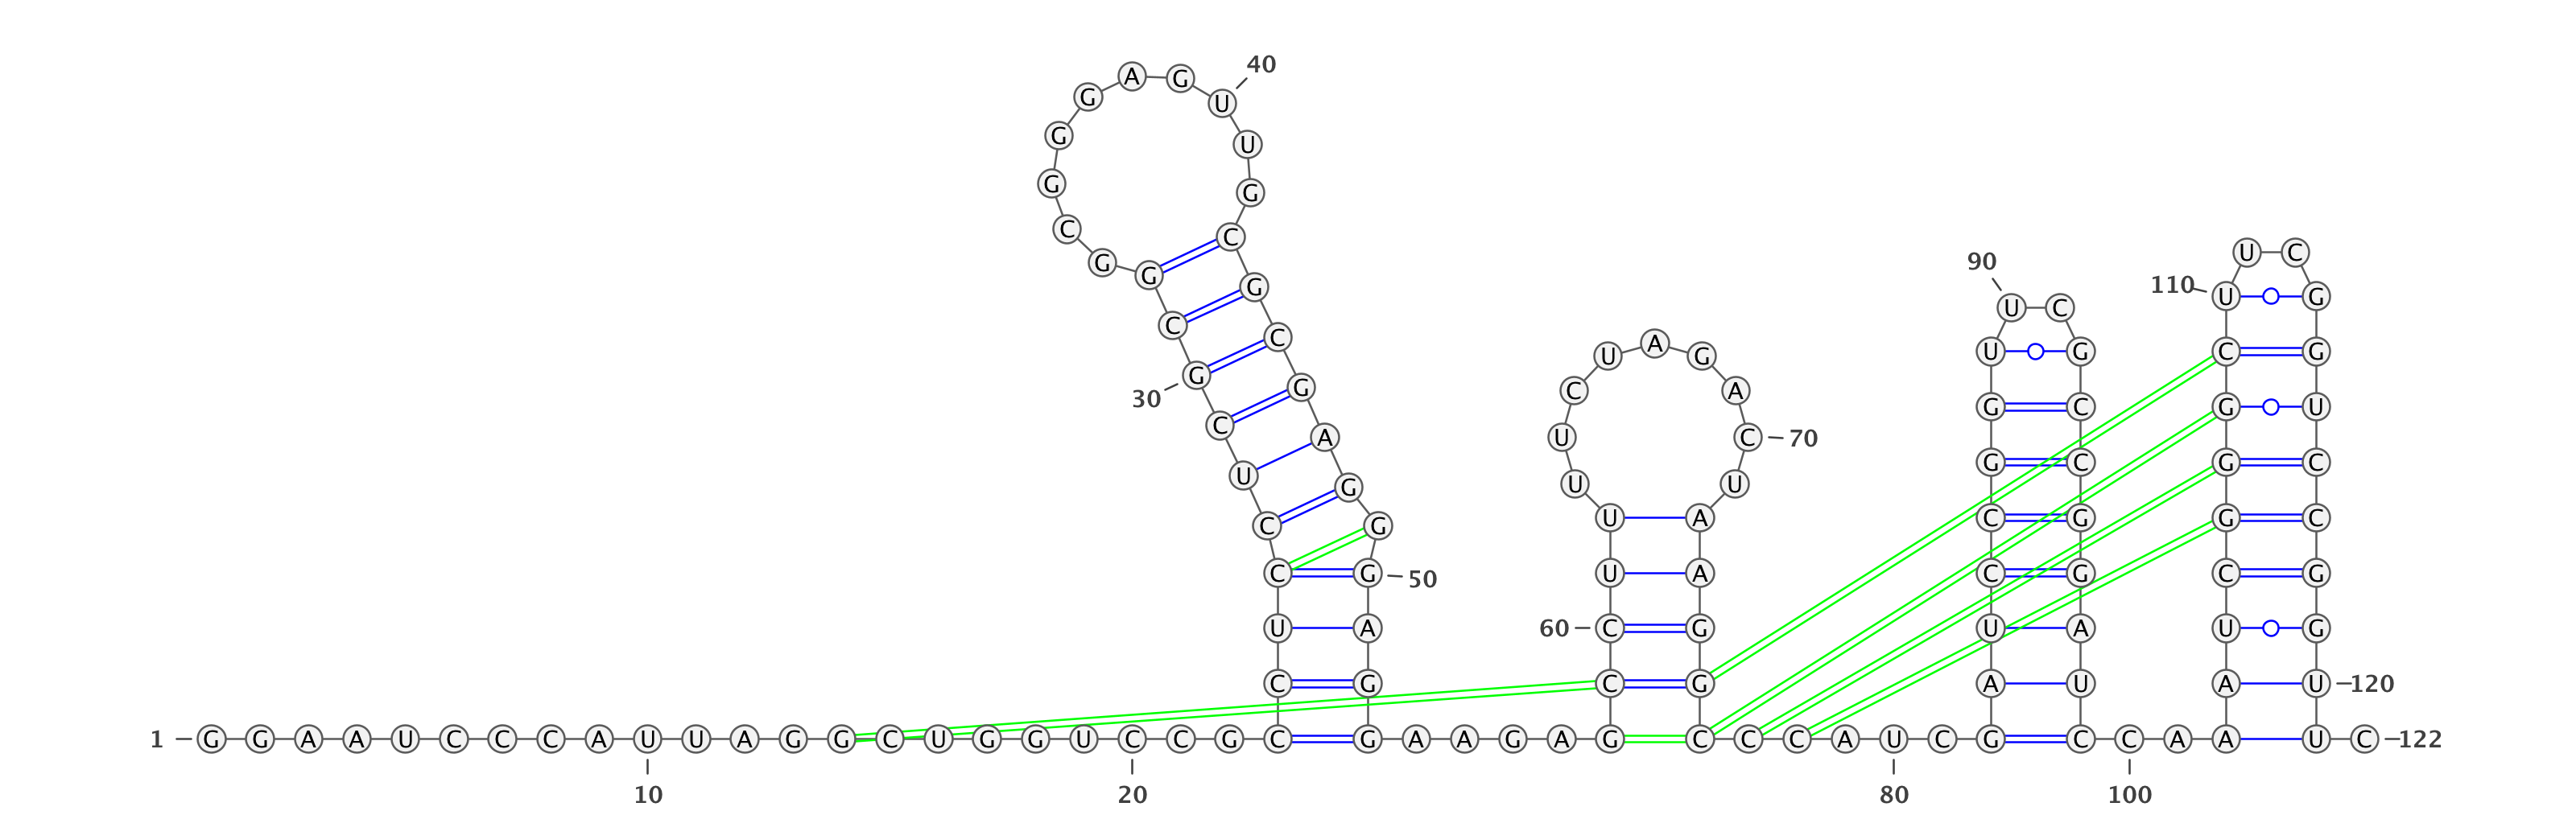 1 G G A A U C C C A U U A G G C U G G U C C G
C C U C C U C G C G
G C G G G A G U U G
C G C G A G G G A G G
A A G A
G C C U U
U U C U A G A C U
A A G G C
C C A U C
G A U C C G G U
U C
G C C G G A U C
C A
A A U C G G G C U
U C
G G U C C G G U U
C
10
20
30
40
50
60
70
80
90
100
110
120
122